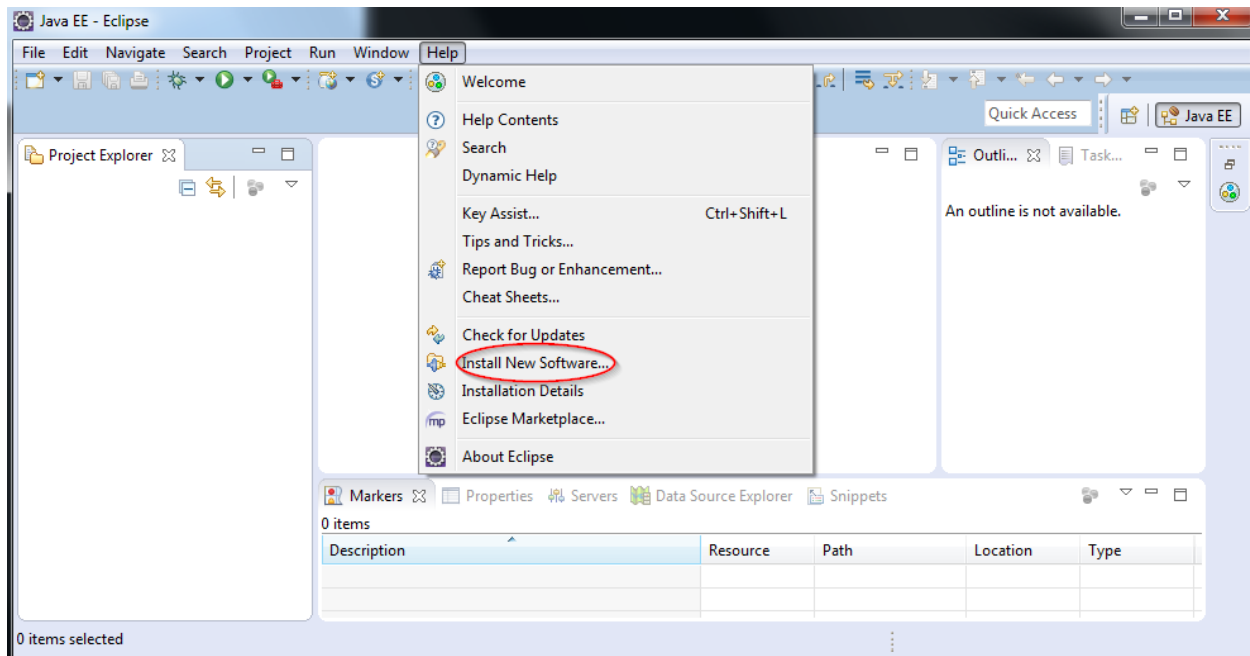 Java EE - Eclipse
File Edit Navigate Search Project Run Window Help
Quick Access
Java EE
Project Explorer
Welcome
Help Contents
Search
Dynamic Help
Key Assist... Ctrl+Shift+L
Tips and Tricks...
Report Bug or Enhancement...
Cheat Sheets...
Check for Updates
Install New Software...
Installation Details
mp Eclipse Marketplace...
About Eclipse
Outli... Task...
An outline is not available.
Markers Properties Servers Data Source Explorer Snippets
0 items
Description Resource Path Location Type
0 items selected